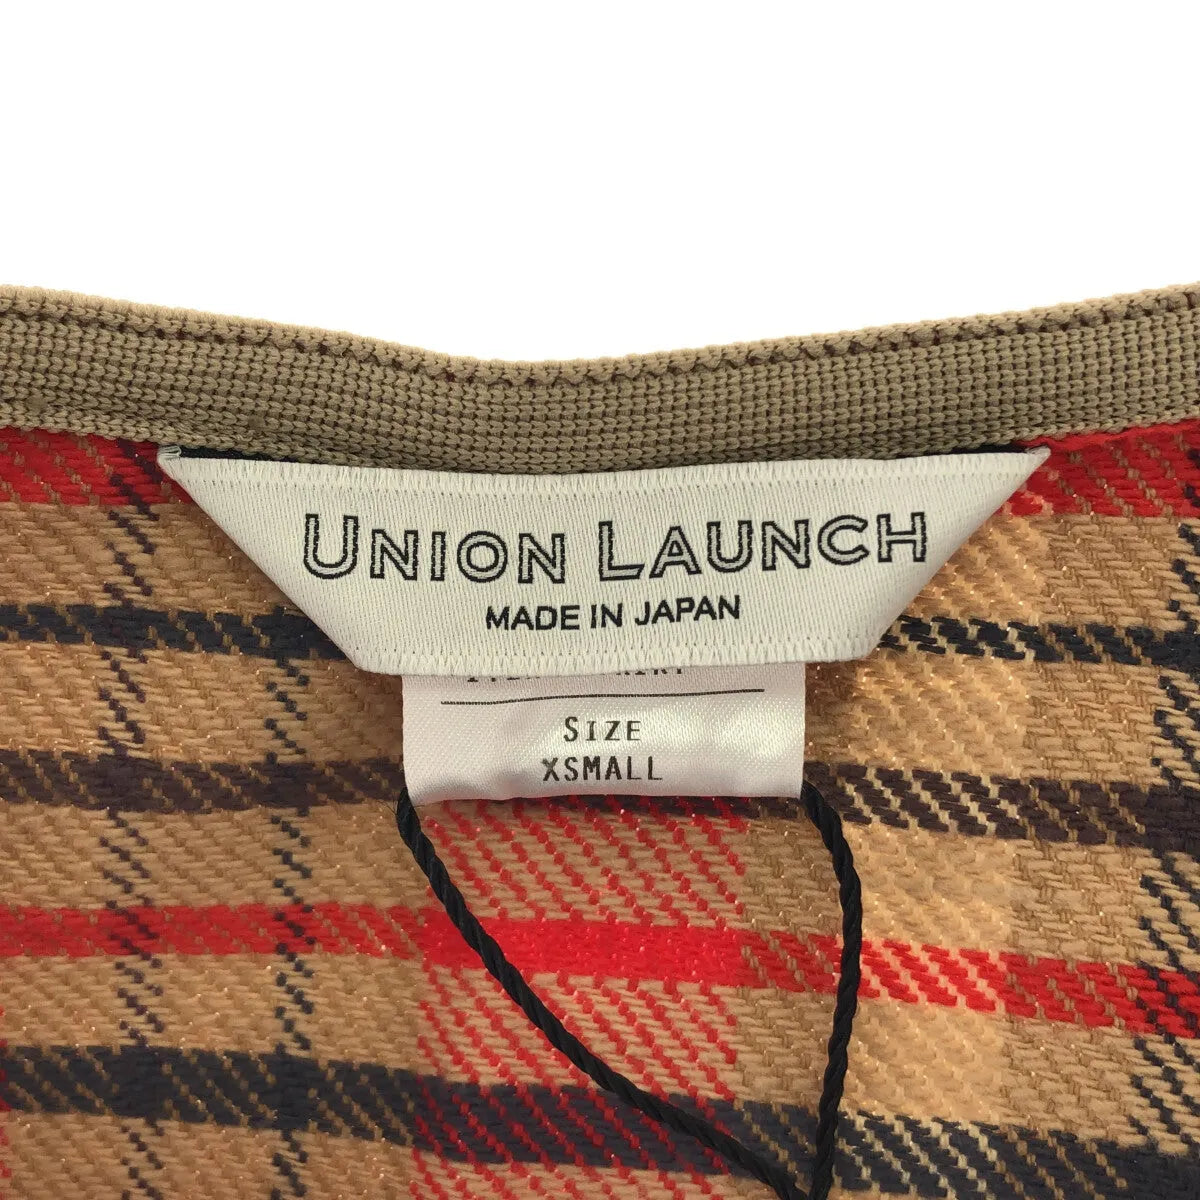 UNION LAUNCH
MADE IN JAPAN
SIZE
XSMALL